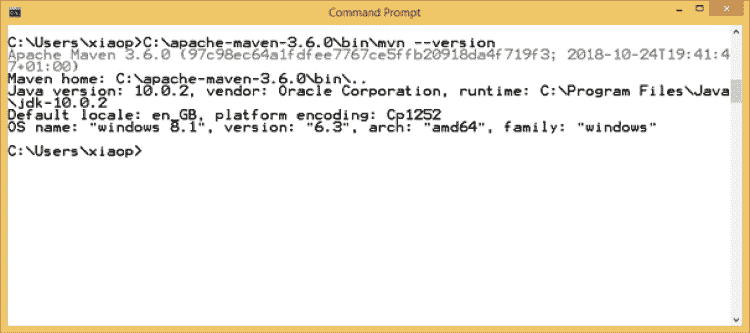 Command Prompt
C:\Users\xiaop>C:\apache-maven-3.6.0\bin\mvn --version
Apache Maven 3.6.0 (97c98ec64a1fdfee7767ce5ffb20918da4f719f3; 2018-10-24T19:41:4
7+01:00)
Maven home: C:\apache-maven-3.6.0\bin\..
Java version: 10.0.2, vendor: Oracle Corporation, runtime: C:\Program Files\Java
\jdk-10.0.2
Default locale: en_GB, platform encoding: Cp1252
OS name: "windows 8.1", version: "6.3", arch: "amd64", family: "windows"
C:\Users\xiaop>